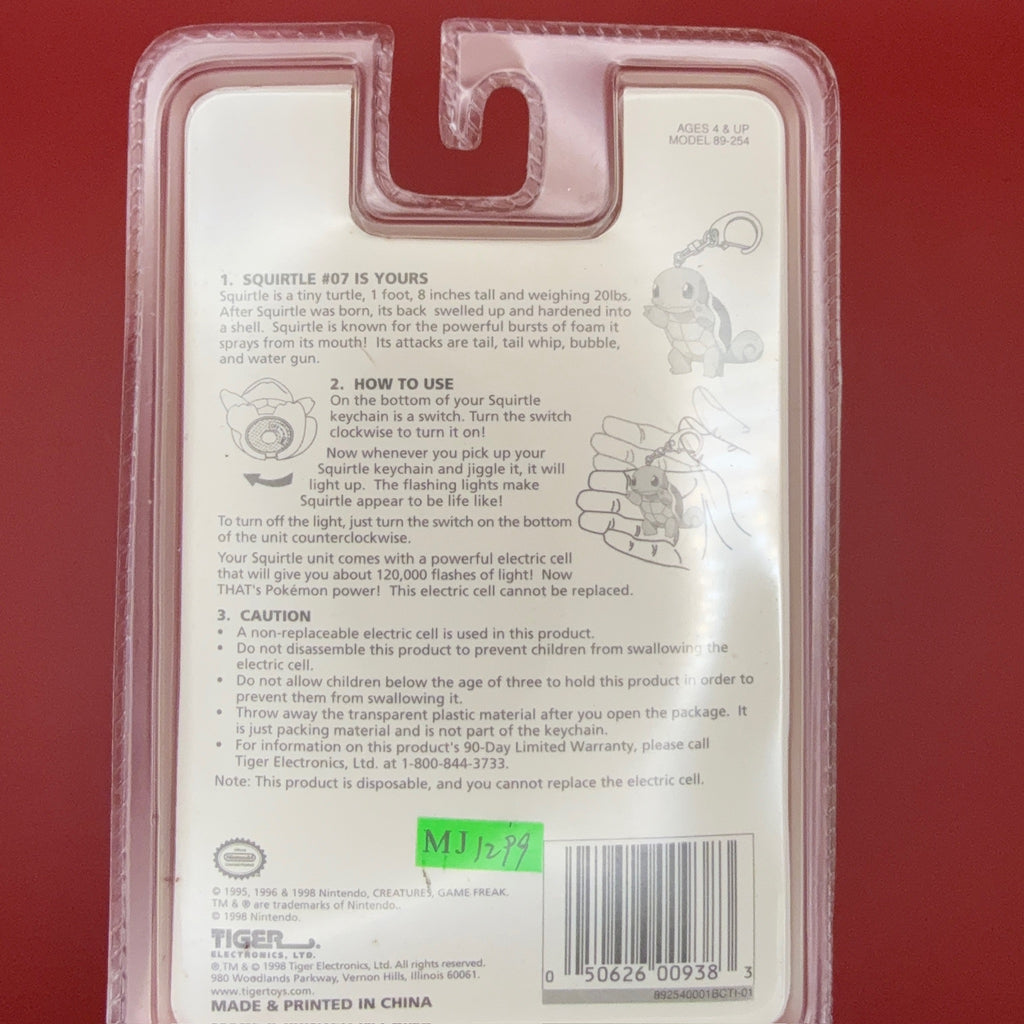 AGES 4 & UP
MODEL 89-254
1. SQUIRTLE #07 IS YOURS
Squirtle is a tiny turtle, 1 foot, 8 inches tall and weighing 20lbs.
After Squirtle was born, its back swelled up and hardened into
a shell. Squirtle is known for the powerful bursts of foam it
sprays from its mouth! Its attacks are tail, tail whip, bubble,
and water gun.
2. HOW TO USE
On the bottom of your Squirtle
keychain is a switch. Turn the switch
clockwise to turn it on!
Now whenever you pick up your
Squirtle keychain and jiggle it, it will
light up. The flashing lights make
Squirtle appear to be life like!
To turn off the light, just turn the switch on the bottom
of the unit counterclockwise.
Your Squirtle unit comes with a powerful electric cell
that will give you about 120,000 flashes of light! Now
THAT's Pokémon power! This electric cell cannot be replaced.
3. CAUTION
• A non-replaceable electric cell is used in this product.
• Do not disassemble this product to prevent children from swallowing the
electric cell.
• Do not allow children below the age of three to hold this product in order to
prevent them from swallowing it.
• Throw away the transparent plastic material after you open the package. It
is just packing material and is not part of the keychain.
• For information on this product's 90-Day Limited Warranty, please call
Tiger Electronics, Ltd. at 1-800-844-3733.
Note: This product is disposable, and you cannot replace the electric cell.
MJ 1299
Nintendo
© 1995, 1996 & 1998 Nintendo, CREATURES, GAME FREAK.
TM & ® are trademarks of Nintendo..
© 1998 Nintendo.
TIGER
ELECTRONICS, LTD.
®,TM & © 1998 Tiger Electronics, Ltd. All rights reserved.
980 Woodlands Parkway, Vernon Hills, Illinois 60061.
www.tigertoys.com
MADE & PRINTED IN CHINA
0 50626 00938 3
892540001BCTI-01